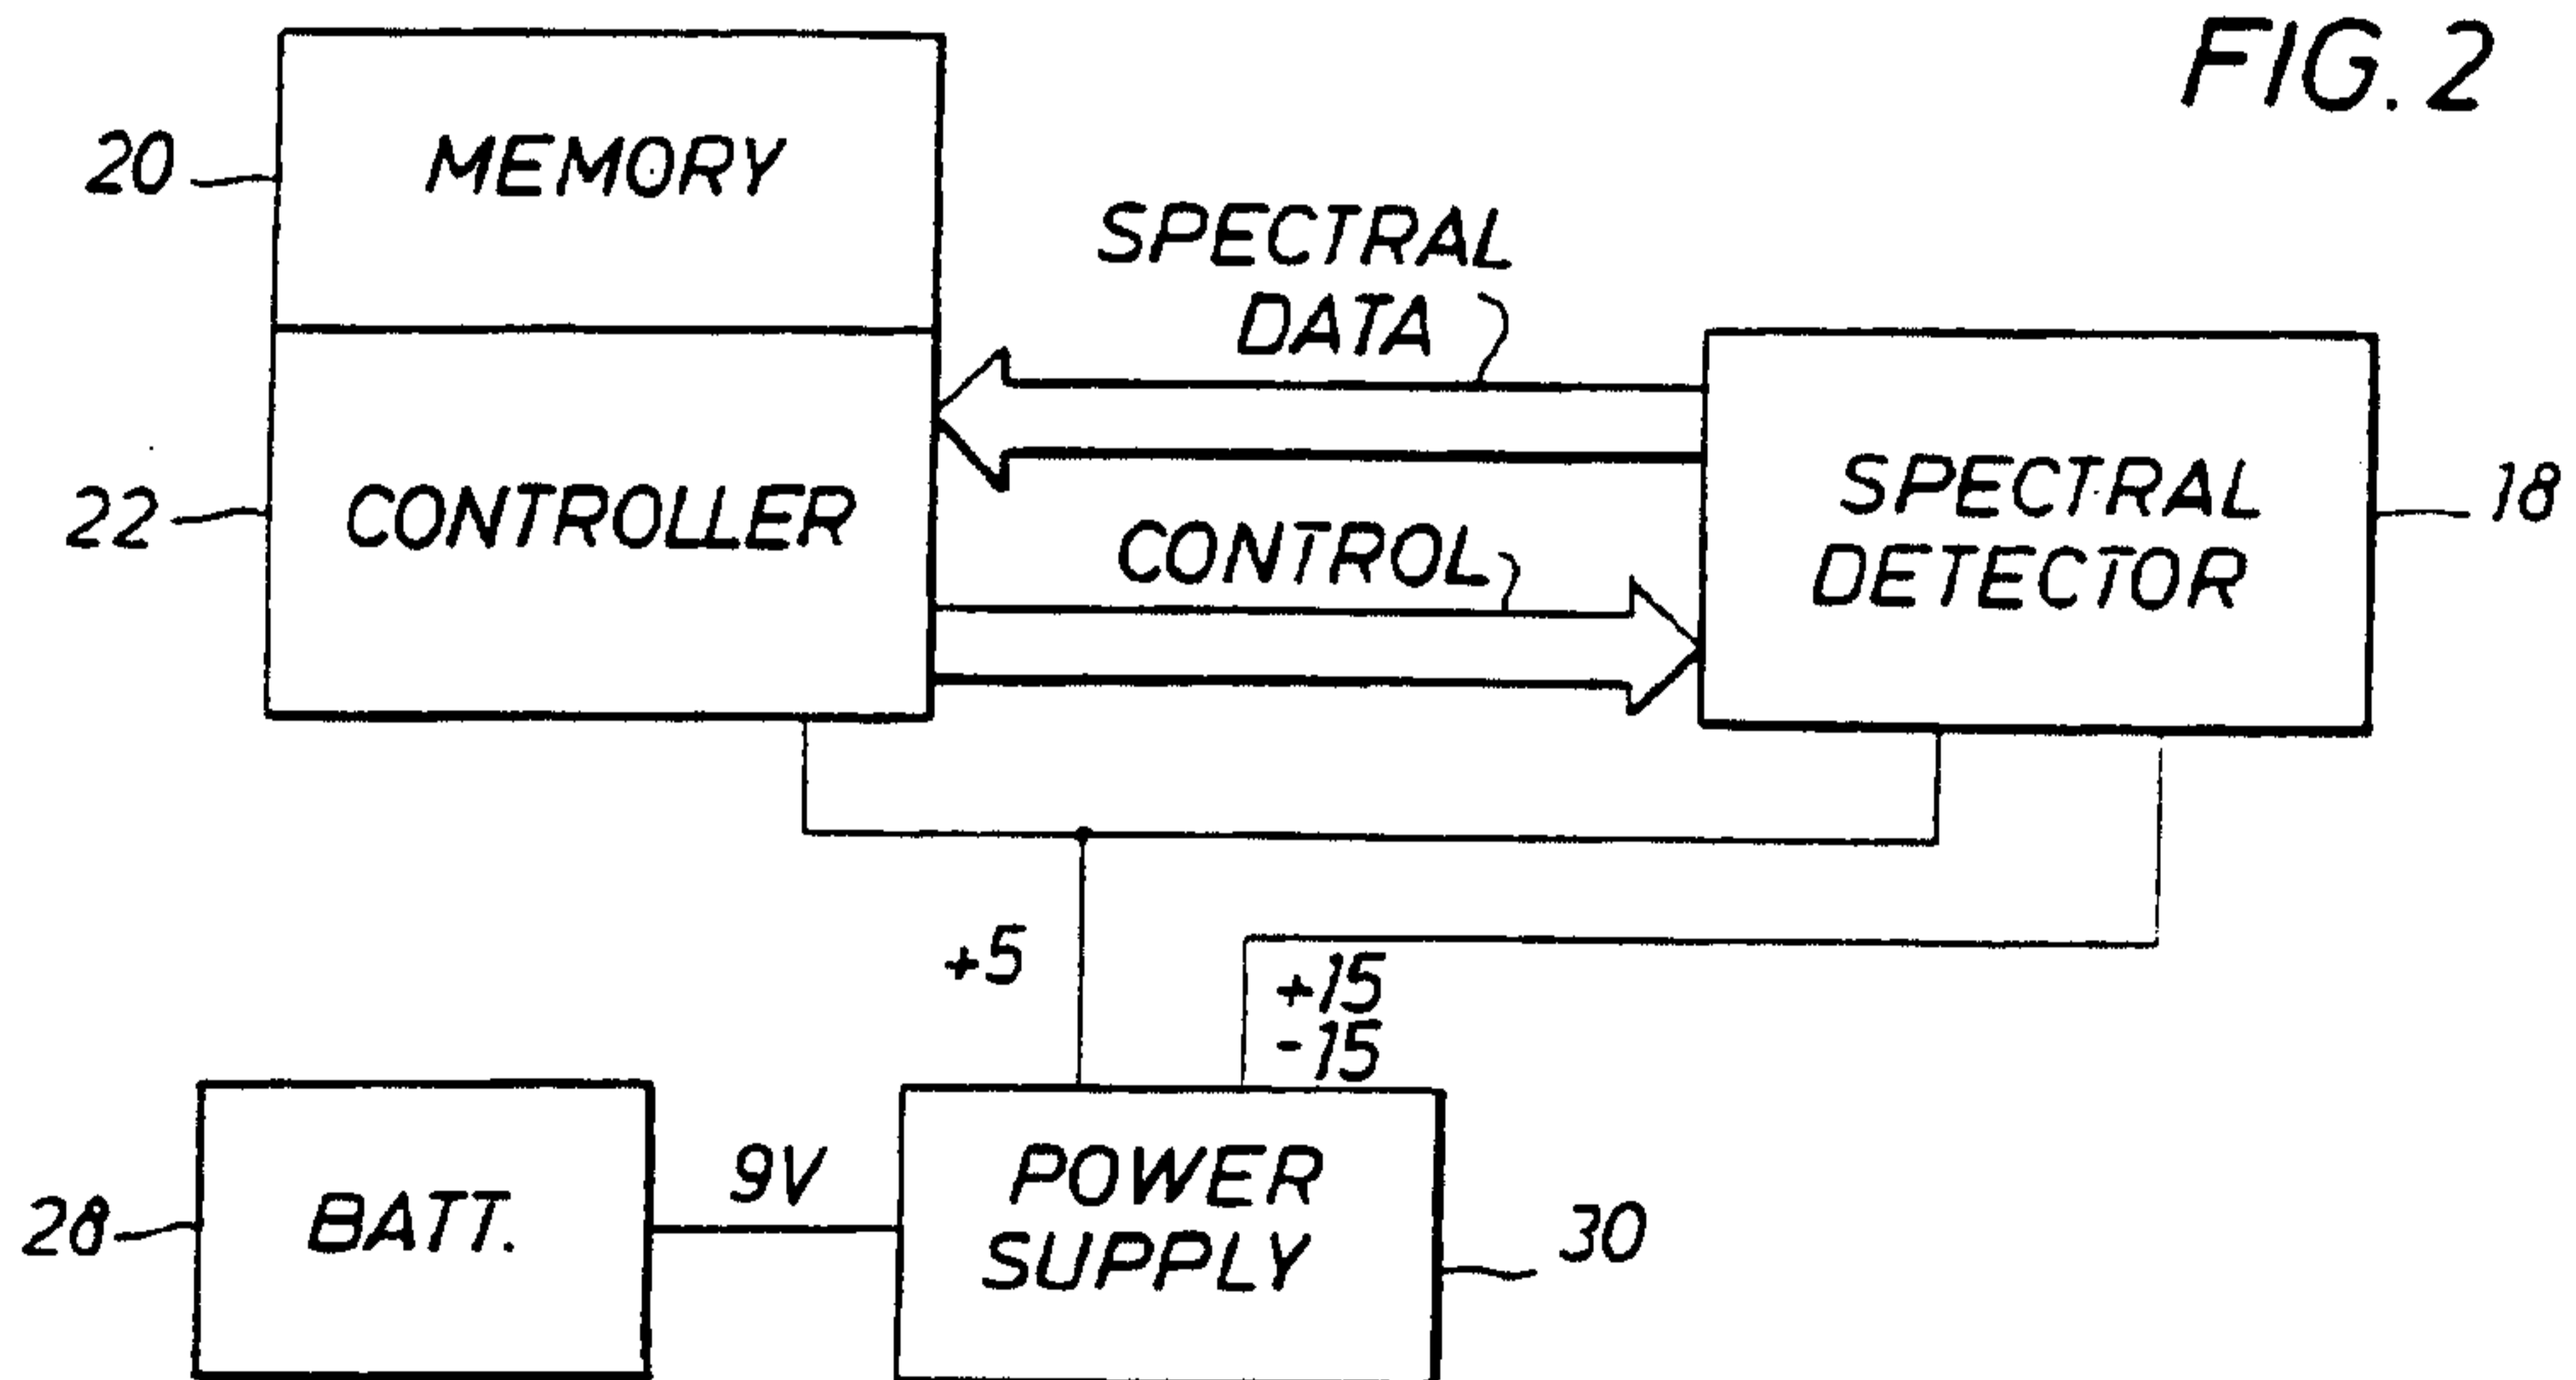 FIG. 2
20
MEMORY
SPECTRAL
DATA
22
CONTROLLER
CONTROL
SPECTRAL
DETECTOR
18
+5
+15
-15
28
BATT.
9V
POWER
SUPPLY
30